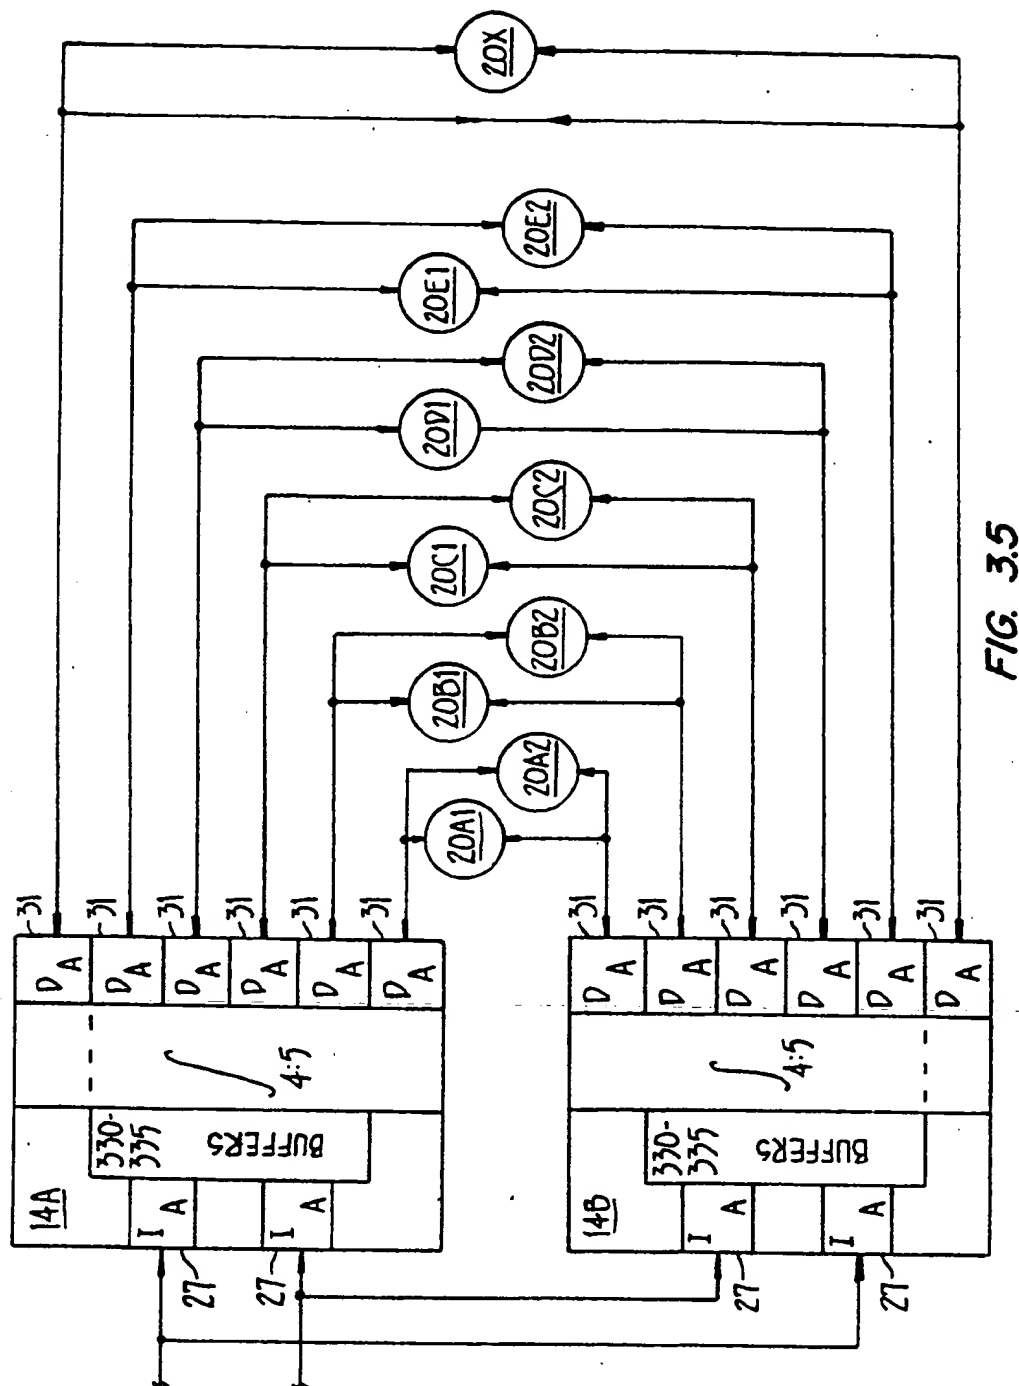 14A
27
27
I A
I A
330-
335
BUFFERS
4:5
D A
D A
D A
D A
D A
D A
31
31
31
31
31
31
14B
27
27
I A
I A
330-
335
BUFFERS
4:5
D A
D A
D A
D A
D A
D A
31
31
31
31
31
31
20A1
20A2
20B1
20B2
20C1
20C2
20D1
20D2
20E1
20E2
20X
FIG. 3.5